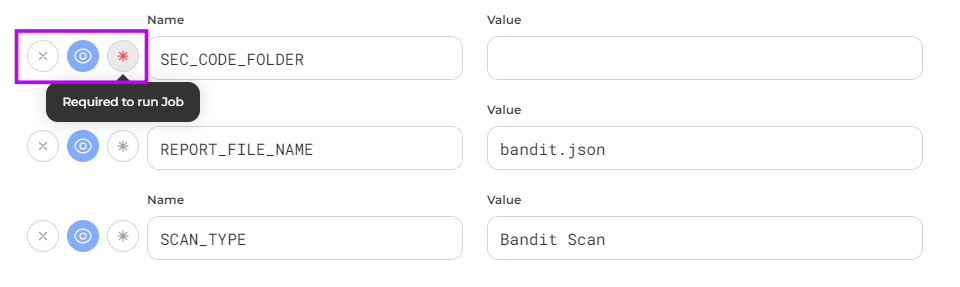 Name Value
SEC_CODE_FOLDER
Required to run Job
Value
REPORT_FILE_NAME bandit.json
Name Value
SCAN_TYPE Bandit Scan